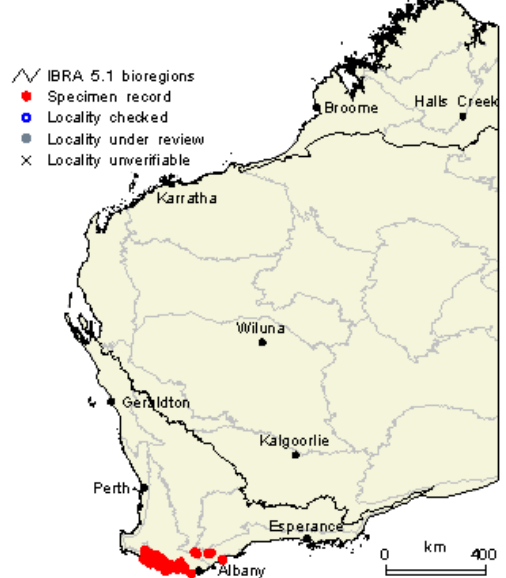 IBRA 5.1 bioregions
Specimen record
Locality checked
Locality under review
Locality unverifiable
Broome
Halls Creek
Karratha
Wiluna
Geraldton
Kalgoorlie
Perth
Esperance
Albany
km
0 400